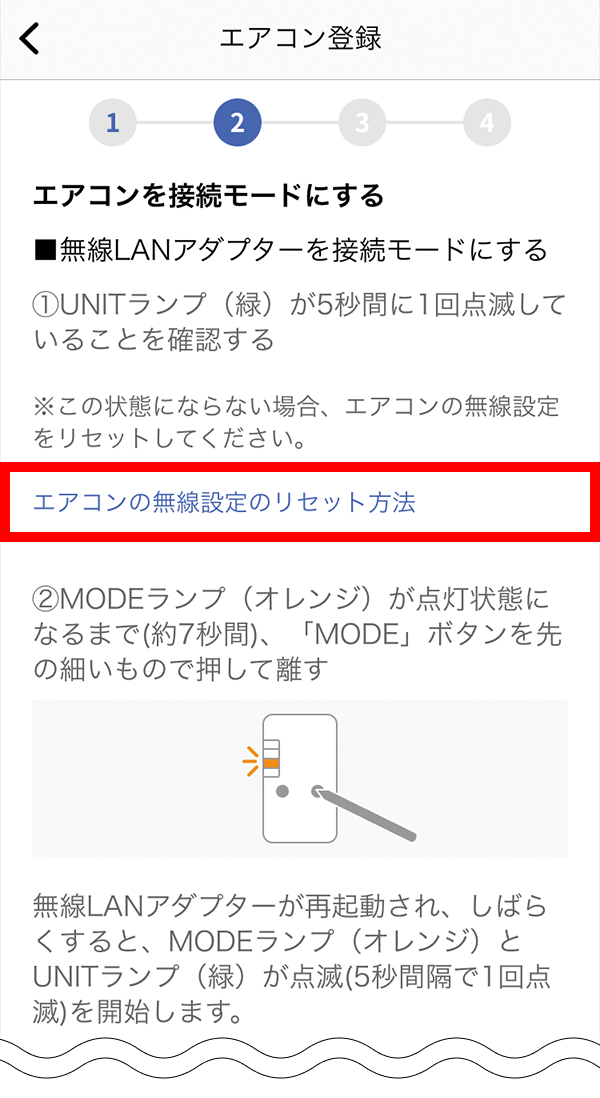 エアコン登録
1 2 3 4
エアコンを接続モードにする
■無線LANアダプターを接続モードにする
①UNITランプ（緑）が5秒間に1回点滅して
いることを確認する
※この状態にならない場合、エアコンの無線設定
をリセットしてください。
エアコンの無線設定のリセット方法
②MODEランプ（オレンジ）が点灯状態に
なるまで(約7秒間)、「MODE」ボタンを先
の細いもので押して離す
無線LANアダプターが再起動され、しばら
くすると、MODEランプ（オレンジ）と
UNITランプ（緑）が点滅(5秒間隔で1回点
滅)を開始します。